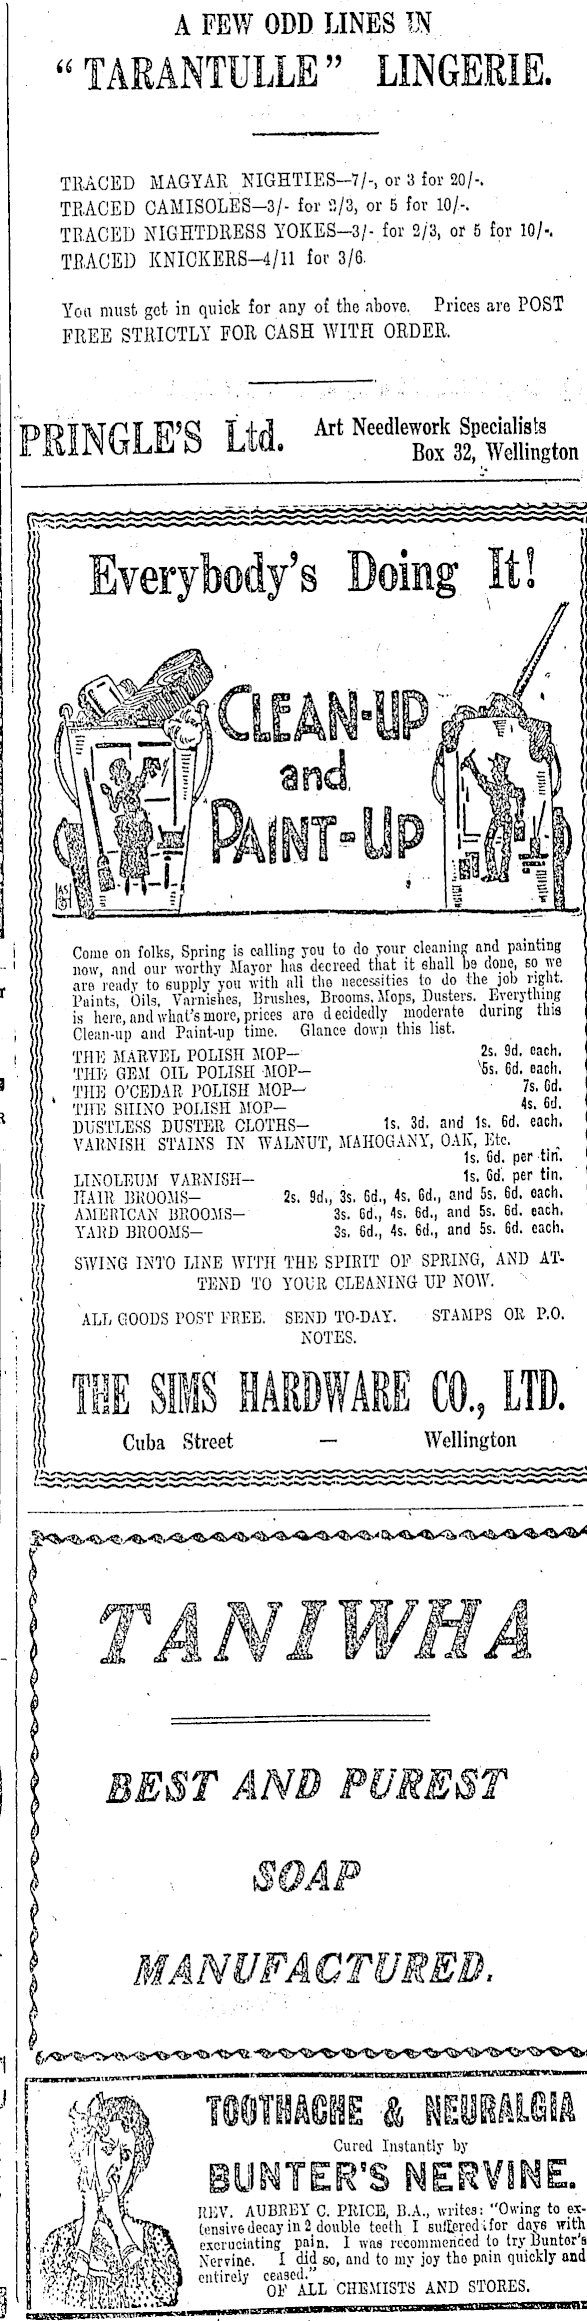 A FEW ODD LINES IN
"TARANTULLE" LINGERIE.
TRACED MAGYAR NIGHTIES—7/-, or 3 for 20/-.
TRACED CAMISOLES—3/- for 2/3, or 5 for 10/-.
TRACED NIGHTDRESS YOKES—3/- for 2/3, or 5 for 10/-.
TRACED KNICKERS—4/11 for 3/6.
You must get in quick for any of the above. Prices are POST
FREE STRICTLY FOR CASH WITH ORDER.
PRINGLE'S Ltd. Art Needlework Specialists
Box 32, Wellington
Everybody's Doing It!
CLEAN-UP
and
PAINT-UP
AS
Come on folks, Spring is calling you to do your cleaning and painting
now, and our worthy Mayor has decreed that it shall be done, so we
are ready to supply you with all the necessities to do the job right.
Paints, Oils, Varnishes, Brushes, Brooms, Mops, Dusters. Everything
is here, and what's more, prices are decidedly moderate during this
Clean-up and Paint-up time. Glance down this list.
THE MARVEL POLISH MOP— 2s. 9d. each.
THE GEM OIL POLISH MOP— 5s. 6d. each.
THE O'CEDAR POLISH MOP— 7s. 6d.
THE SHINO POLISH MOP— 4s. 6d.
DUSTLESS DUSTER CLOTHS— 1s. 3d. and 1s. 6d. each.
VARNISH STAINS IN WALNUT, MAHOGANY, OAK, Etc.
1s. 6d. per tin.
LINOLEUM VARNISH— 1s. 6d. per tin.
HAIR BROOMS— 2s. 9d., 3s. 6d., 4s. 6d., and 5s. 6d. each.
AMERICAN BROOMS— 3s. 6d., 4s. 6d., and 5s. 6d. each.
YARD BROOMS— 3s. 6d., 4s. 6d., and 5s. 6d. each.
SWING INTO LINE WITH THE SPIRIT OF SPRING, AND AT-
TEND TO YOUR CLEANING UP NOW.
ALL GOODS POST FREE. SEND TO-DAY. STAMPS OR P.O.
NOTES.
THE SIMS HARDWARE CO., LTD.
Cuba Street — Wellington
TANIWHA
BEST AND PUREST
SOAP
MANUFACTURED.
TOOTHACHE & NEURALGIA
Cured Instantly by
BUNTER'S NERVINE.
REV. AUBREY C. PRICE, B.A., writes: "Owing to ex-
tensive decay in 2 double teeth I suffered for days with
excruciating pain. I was recommended to try Bunter's
Nervine. I did so, and to my joy the pain quickly and
entirely ceased."
OF ALL CHEMISTS AND STORES.